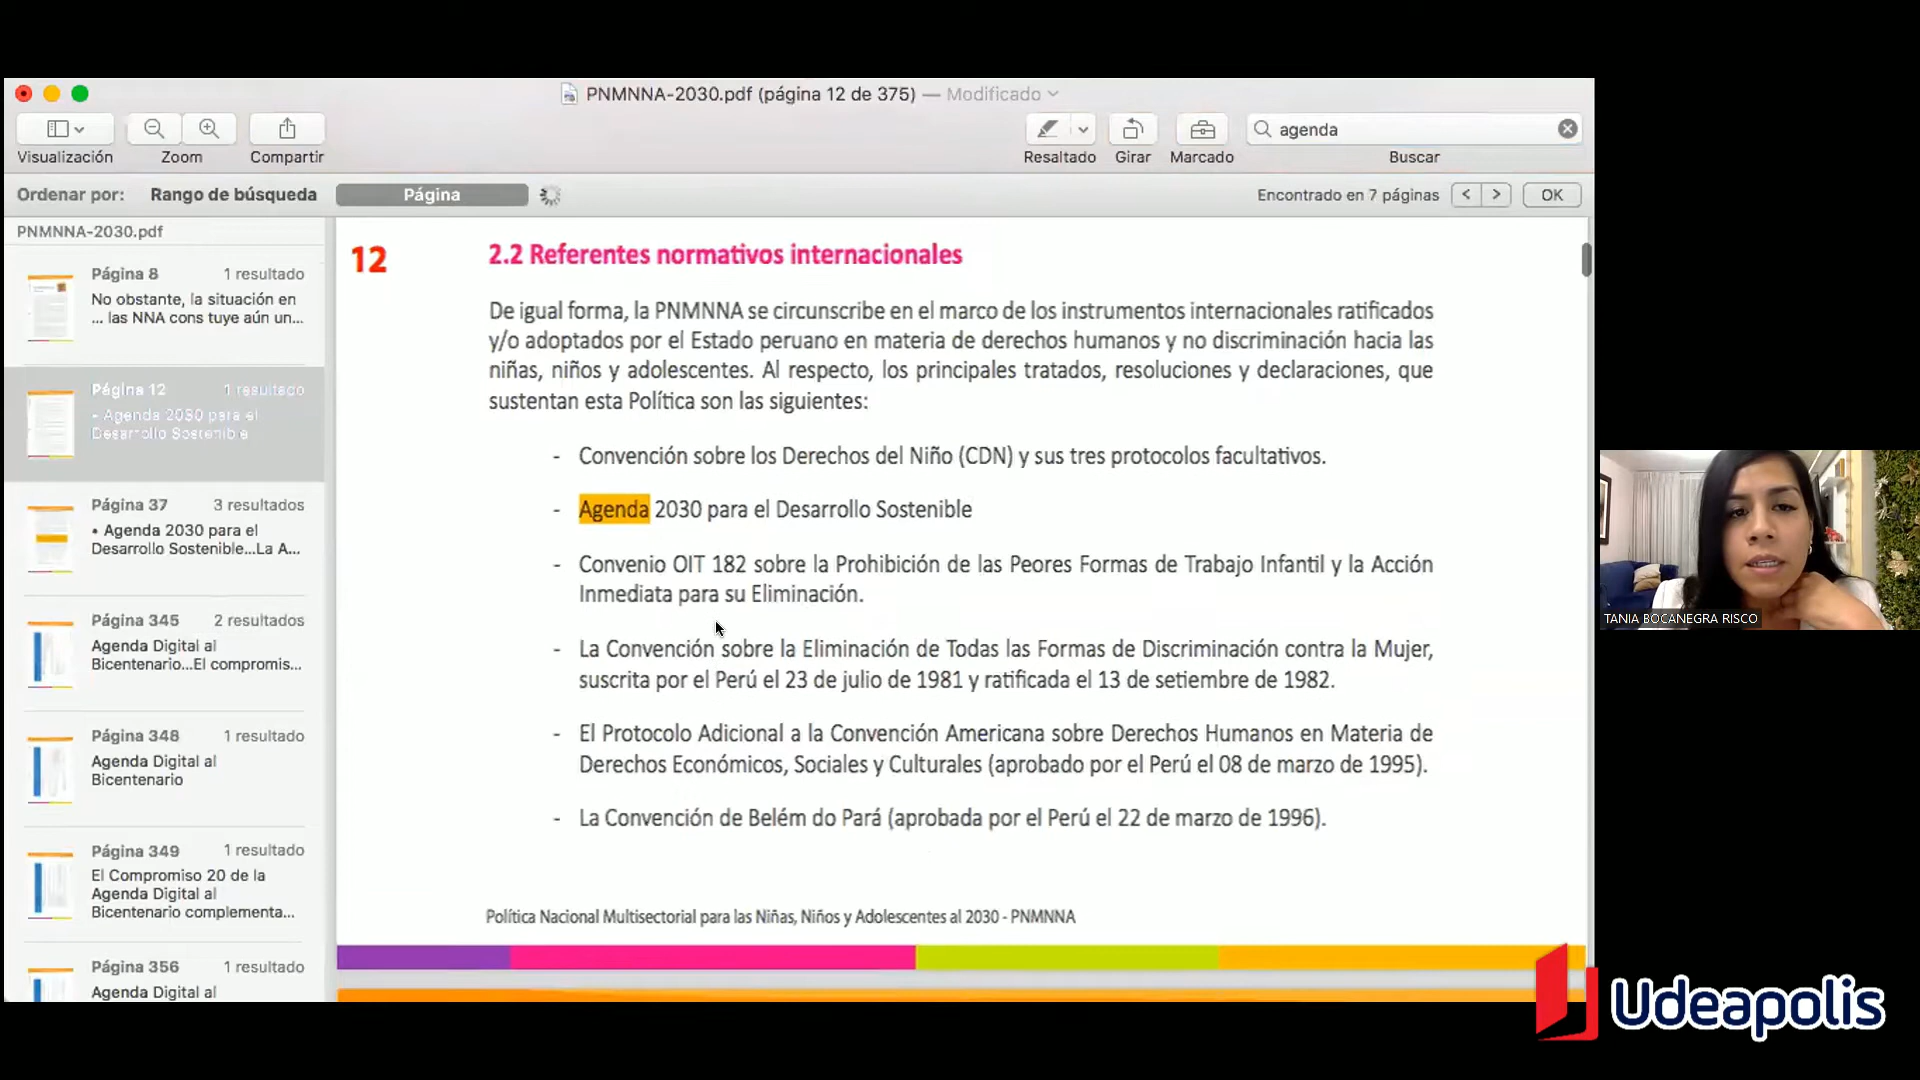 PNMNNA-2030.pdf (página 12 de 375) — Modificado
Visualización
Zoom
Compartir
Resaltado
Girar
Marcado
agenda
Buscar
Ordenar por:
Rango de búsqueda
Página
Encontrado en 7 páginas
OK
PNMNNA-2030.pdf
Página 8
1 resultado
No obstante, la situación en
... las NNA cons tuye aún un...
Página 12
1 resultado
• Agenda 2030 para el
Desarrollo Sostenible
Página 37
3 resultados
• Agenda 2030 para el
Desarrollo Sostenible...La A...
Página 345
2 resultados
Agenda Digital al
Bicentenario...El compromis...
Página 348
1 resultado
Agenda Digital al
Bicentenario
Página 349
1 resultado
El Compromiso 20 de la
Agenda Digital al
Bicentenario complementa...
Página 356
1 resultado
Agenda Digital al
12
2.2 Referentes normativos internacionales
De igual forma, la PNMNNA se circunscribe en el marco de los instrumentos internacionales ratificados
y/o adoptados por el Estado peruano en materia de derechos humanos y no discriminación hacia las
niñas, niños y adolescentes. Al respecto, los principales tratados, resoluciones y declaraciones, que
sustentan esta Política son las siguientes:
- Convención sobre los Derechos del Niño (CDN) y sus tres protocolos facultativos.
- Agenda 2030 para el Desarrollo Sostenible
- Convenio OIT 182 sobre la Prohibición de las Peores Formas de Trabajo Infantil y la Acción
Inmediata para su Eliminación.
- La Convención sobre la Eliminación de Todas las Formas de Discriminación contra la Mujer,
suscrita por el Perú el 23 de julio de 1981 y ratificada el 13 de setiembre de 1982.
- El Protocolo Adicional a la Convención Americana sobre Derechos Humanos en Materia de
Derechos Económicos, Sociales y Culturales (aprobado por el Perú el 08 de marzo de 1995).
- La Convención de Belém do Pará (aprobada por el Perú el 22 de marzo de 1996).
Política Nacional Multisectorial para las Niñas, Niños y Adolescentes al 2030 - PNMNNA
TANIA BOCANEGRA RISCO
Udeapolis